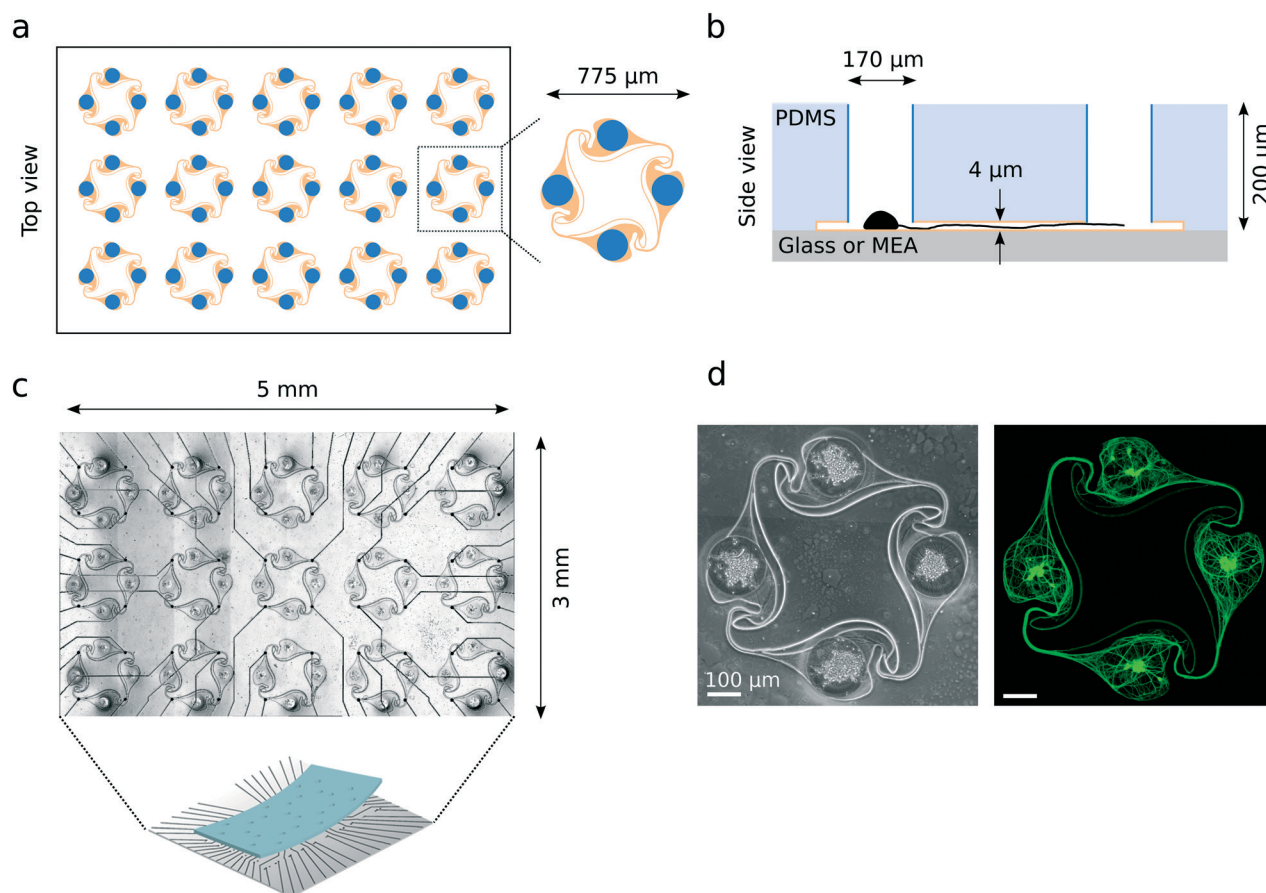 a
Top view
775 µm
b
Side view
170 µm
PDMS
4 µm
200 µm
Glass or MEA
c
5 mm
3 mm
d
100 µm